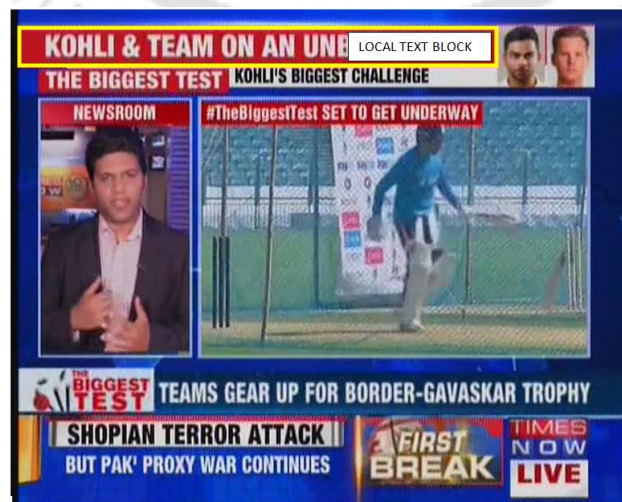 KOHLI & TEAM ON AN UNB
LOCAL TEXT BLOCK
THE BIGGEST TEST
KOHLI'S BIGGEST CHALLENGE
NEWSROOM
#TheBiggestTest SET TO GET UNDERWAY
THE BIGGEST TEST
TEAMS GEAR UP FOR BORDER-GAVASKAR TROPHY
SHOPIAN TERROR ATTACK
BUT PAK' PROXY WAR CONTINUES
FIRST
BREAK
TIMES
NOW
LIVE